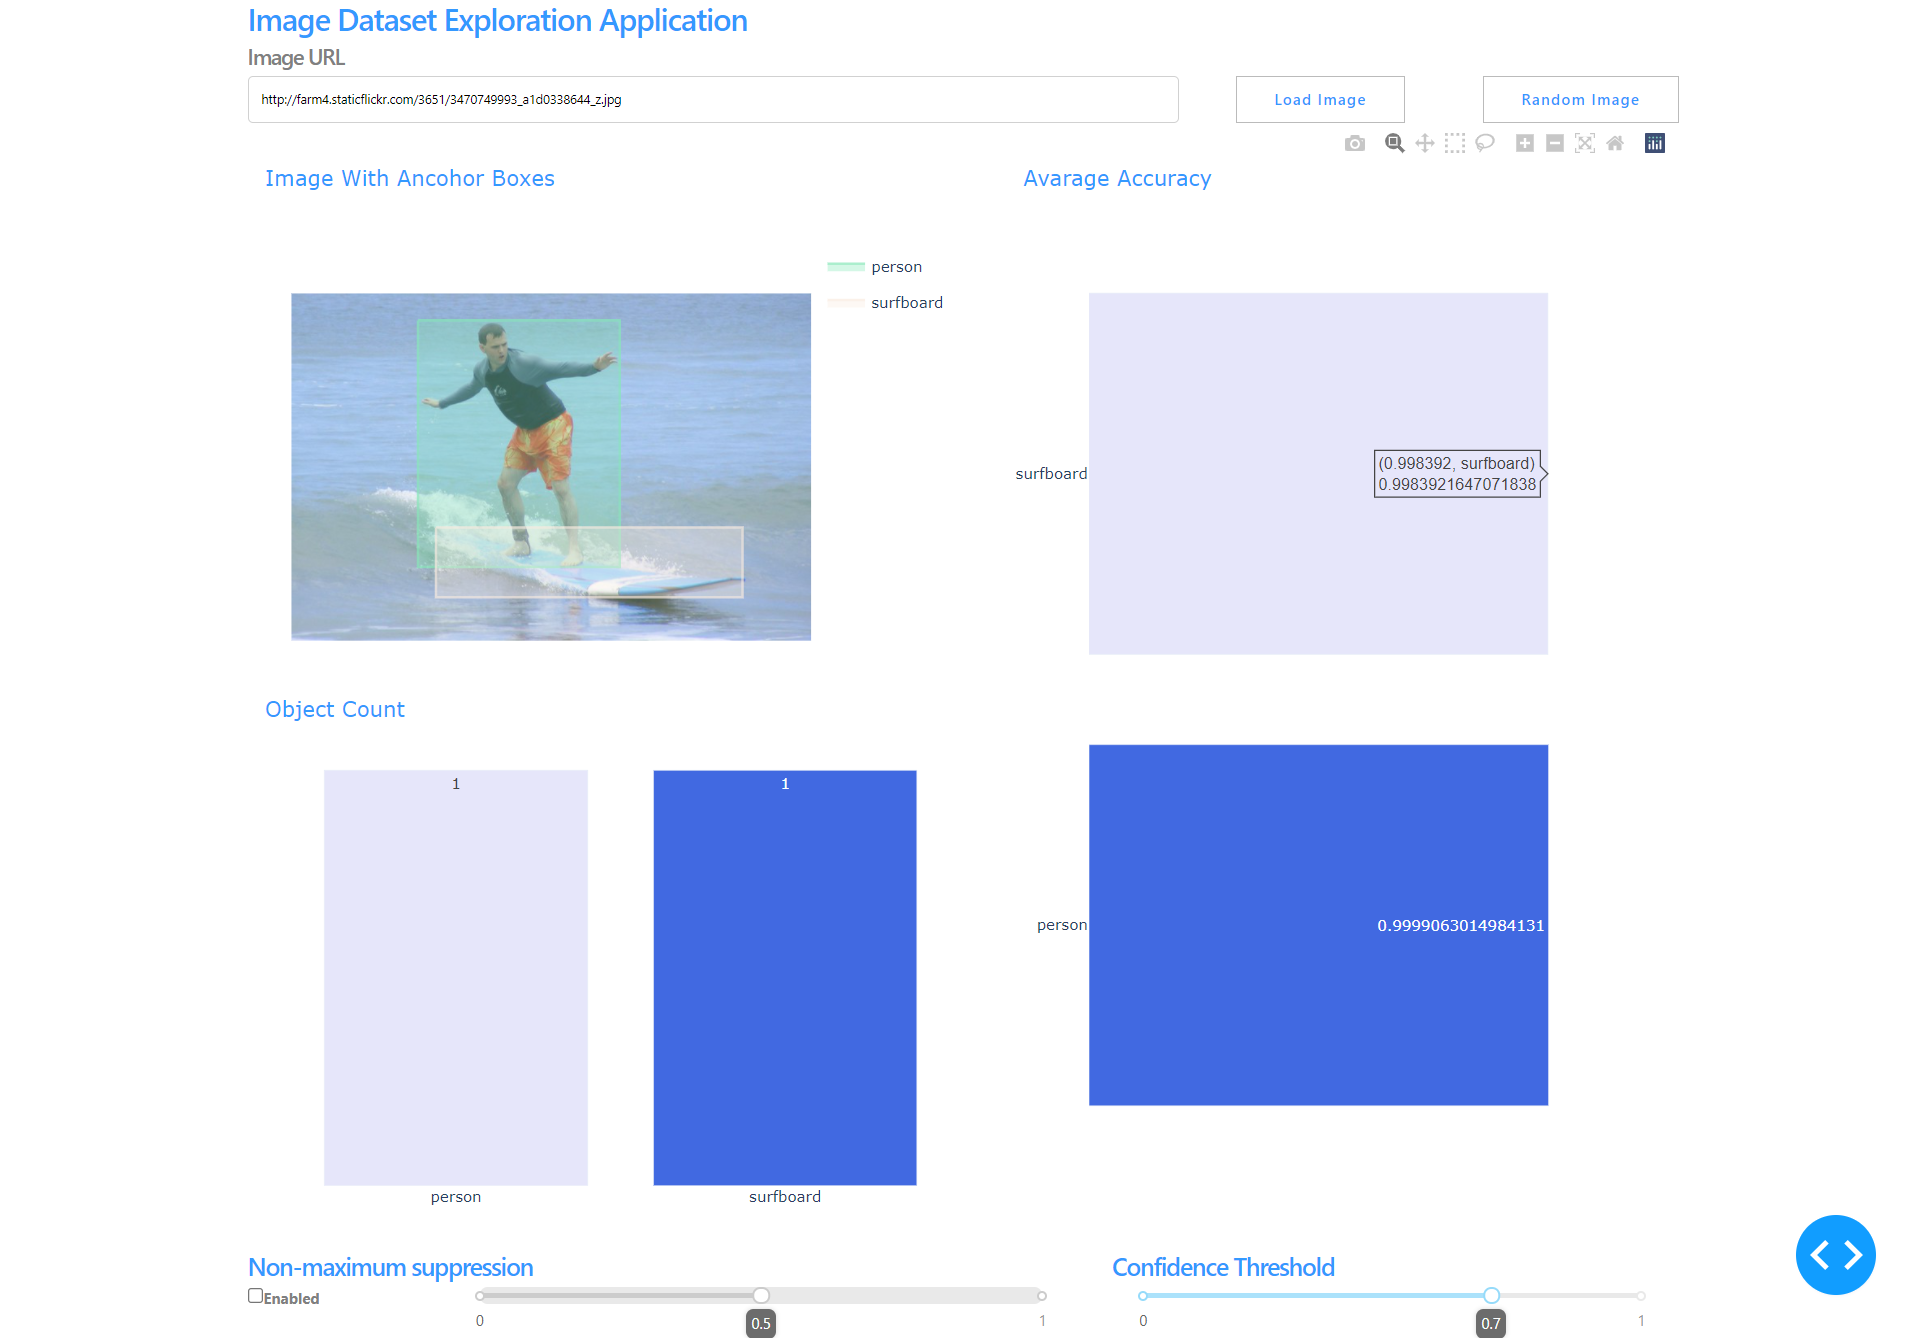 Image Dataset Exploration Application
Image URL
http://farm4.staticflickr.com/3651/3470749993_a1d0338644_z.jpg
Load Image
Random Image
Image With Ancohor Boxes
Avarage Accuracy
person
surfboard
surfboard
(0.998392, surfboard)
0.9983921647071838
Object Count
1
1
person
surfboard
person
0.9999063014984131
Non-maximum suppression
Enabled
0
0.5
1
Confidence Threshold
0
0.7
1